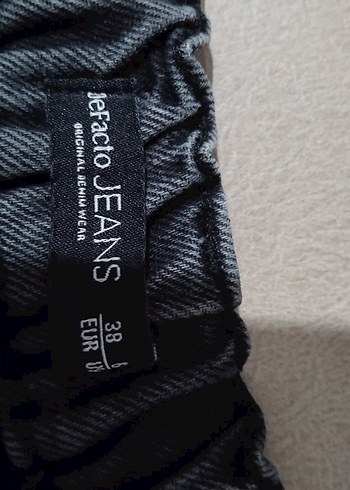 DeFacto JEANS
ORIGINAL DENIM WEAR
38
EUR